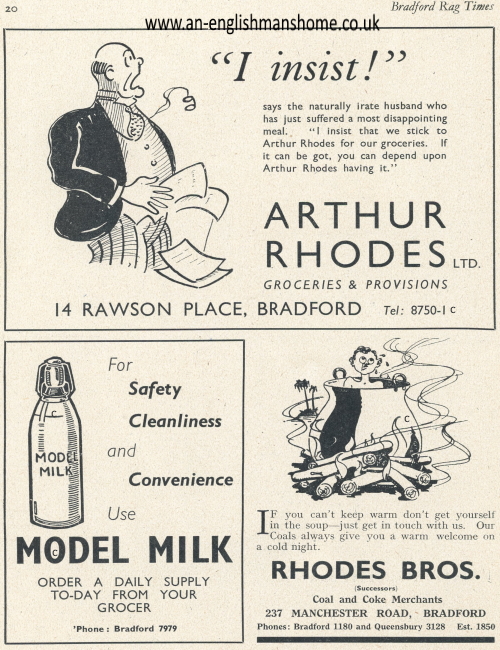 www.an-englishmanshome.co.uk
20
Bradford Rag Times
"I insist!"
says the naturally irate husband who
has just suffered a most disappointing
meal. "I insist that we stick to
Arthur Rhodes for our groceries. If
it can be got, you can depend upon
Arthur Rhodes having it."
ARTHUR
RHODES LTD.
GROCERIES & PROVISIONS
14 RAWSON PLACE, BRADFORD Tel: 8750-1
C
MODEL
MILK
For
Safety
Cleanliness
and
Convenience
Use
MODEL MILK
ORDER A DAILY SUPPLY
TO-DAY FROM YOUR
GROCER
'Phone : Bradford 7979
IF you can't keep warm don't get yourself
in the soup—just get in touch with us. Our
Coals always give you a warm welcome on
a cold night.
RHODES BROS.
(Successors)
Coal and Coke Merchants
237 MANCHESTER ROAD, BRADFORD
Phones: Bradford 1180 and Queensbury 3128 Est. 1850